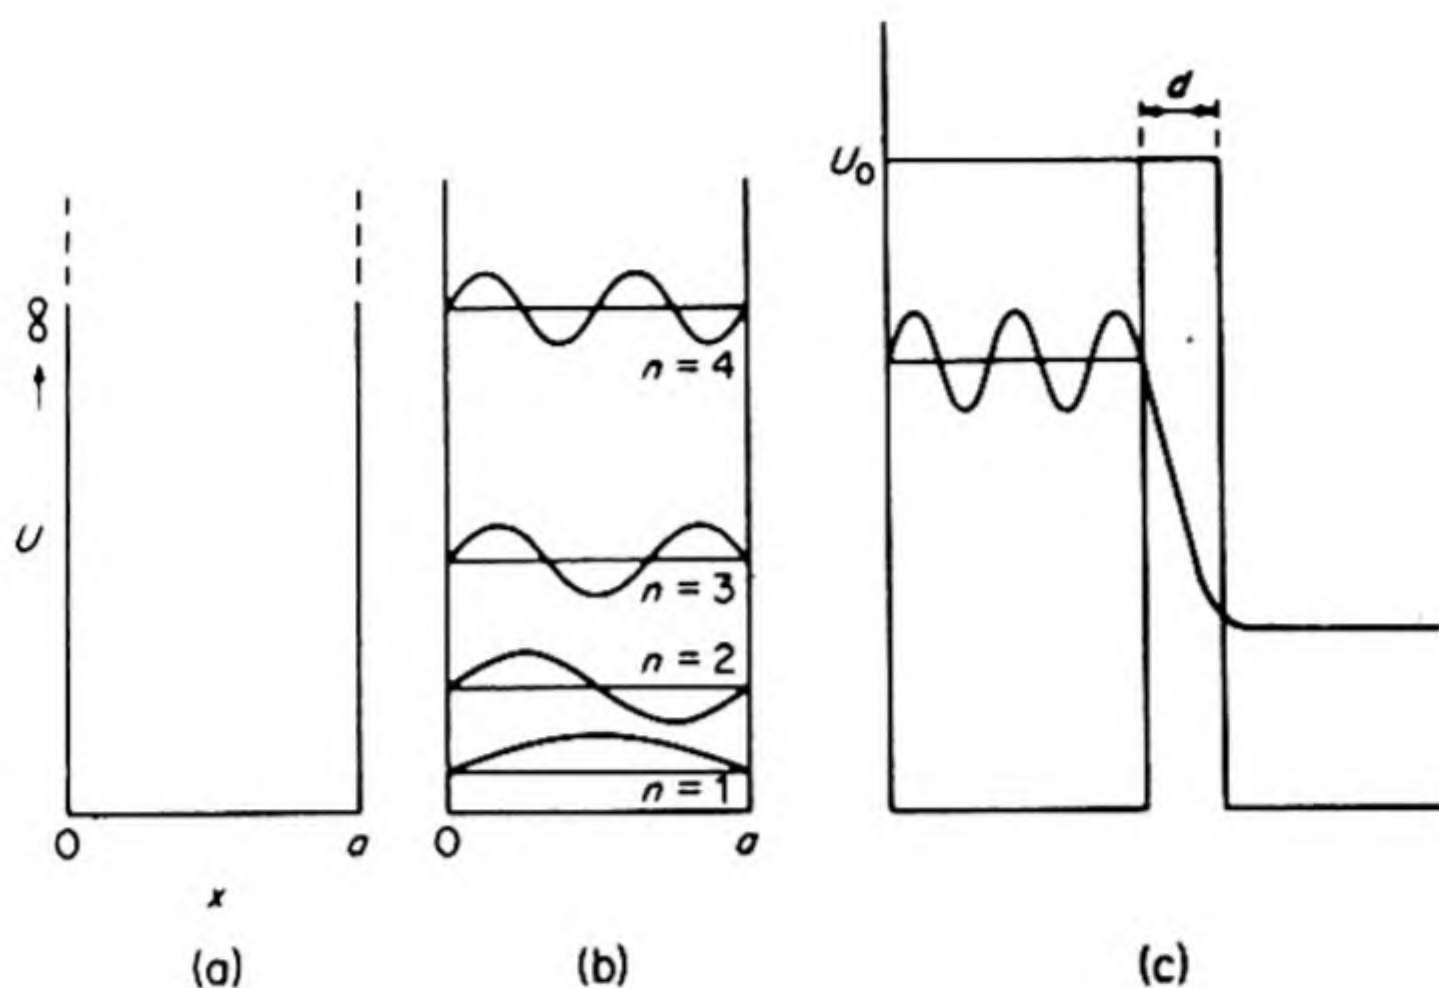 U → ∞
0
a
x
(a)
n = 4
n = 3
n = 2
n = 1
0
a
(b)
d
U₀
(c)